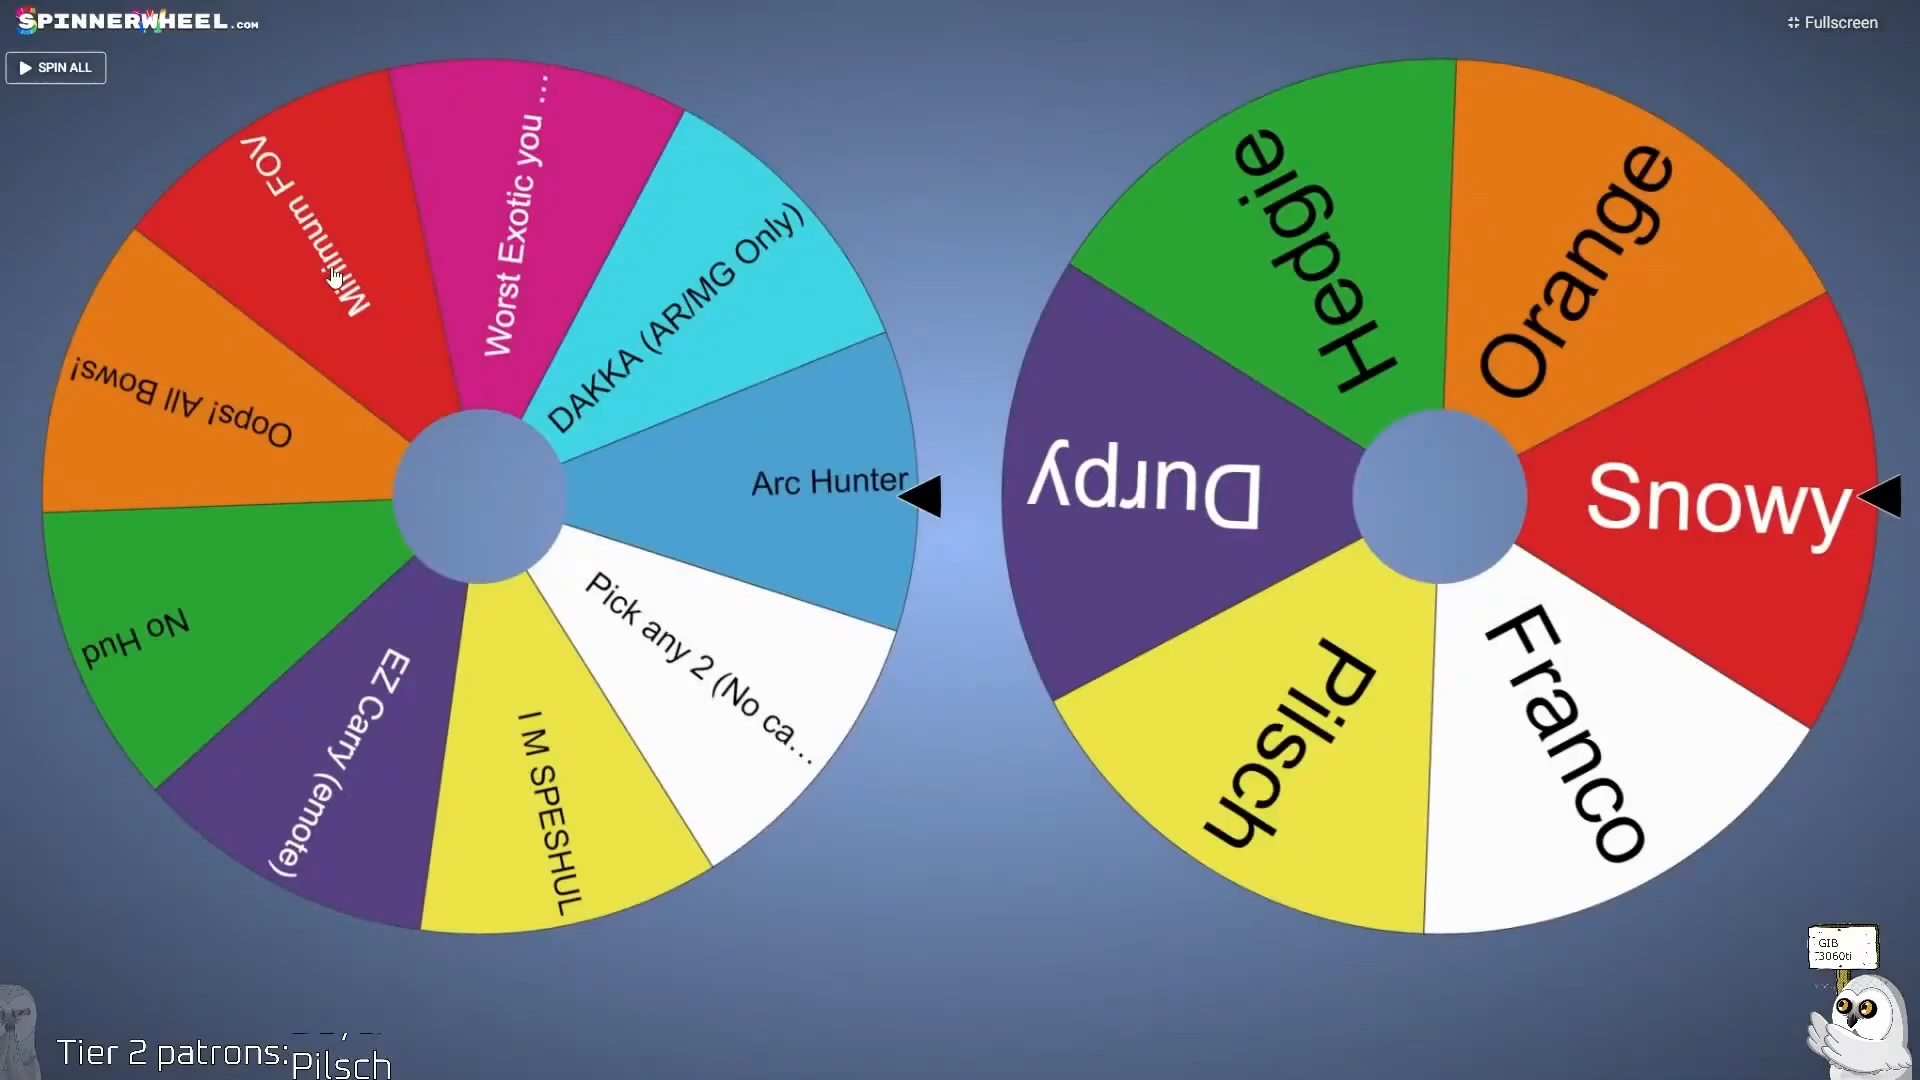 SPINNERWHEEL.COM
Fullscreen
SPIN ALL
Minimum FOV
Worst Exotic you ...
DAKKA (AR/MG Only)
Arc Hunter
Pick any 2 (No ca...
I M SPESHUL
EZ Carry (emote)
No Hud
Oops! All Bows!
Hedgie
Orange
Snowy
Franco
Pilsch
Durpy
GIB
3060ti
Tier 2 patrons:
Pilsch